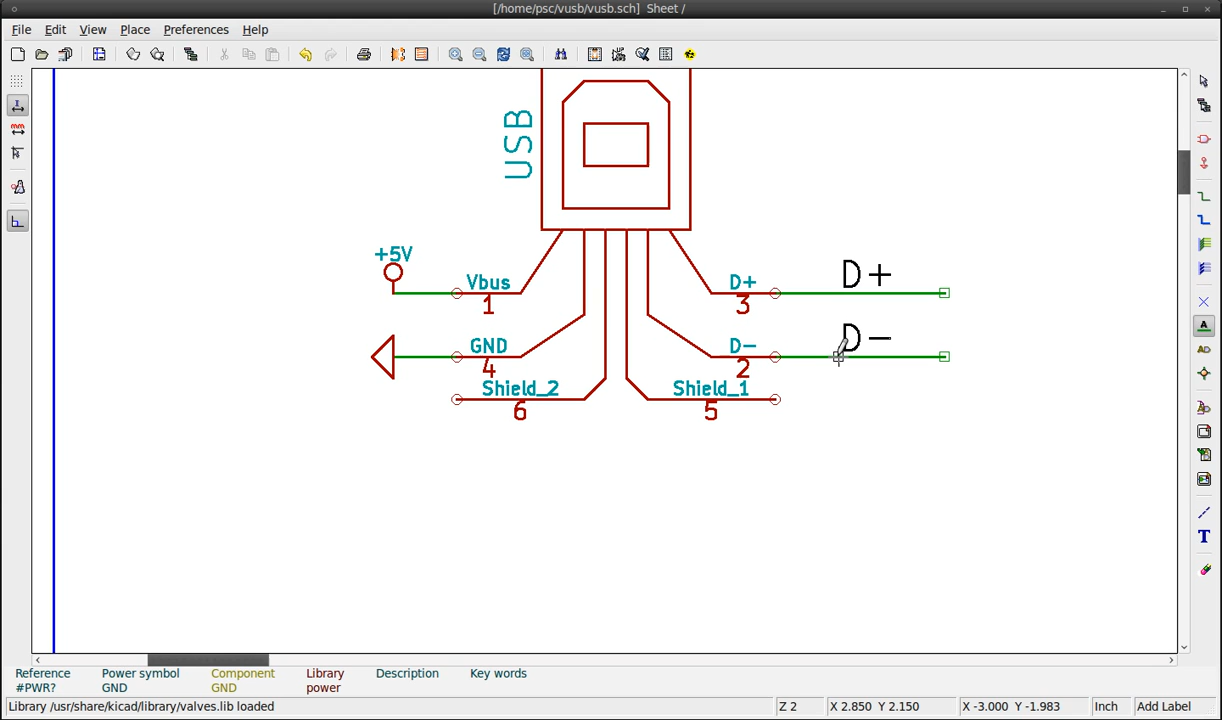 [/home/psc/vusb/vusb.sch] Sheet /
File Edit View Place Preferences Help
USB
+5V
Vbus
1
D+
3
D+
GND
4
D-
2
D-
Shield_2
6
Shield_1
5
Reference Power symbol Component Library Description Key words
#PWR? GND GND power
Library /usr/share/kicad/library/valves.lib loaded Z 2 X 2.850 Y 2.150 X -3.000 Y -1.983 Inch Add Label